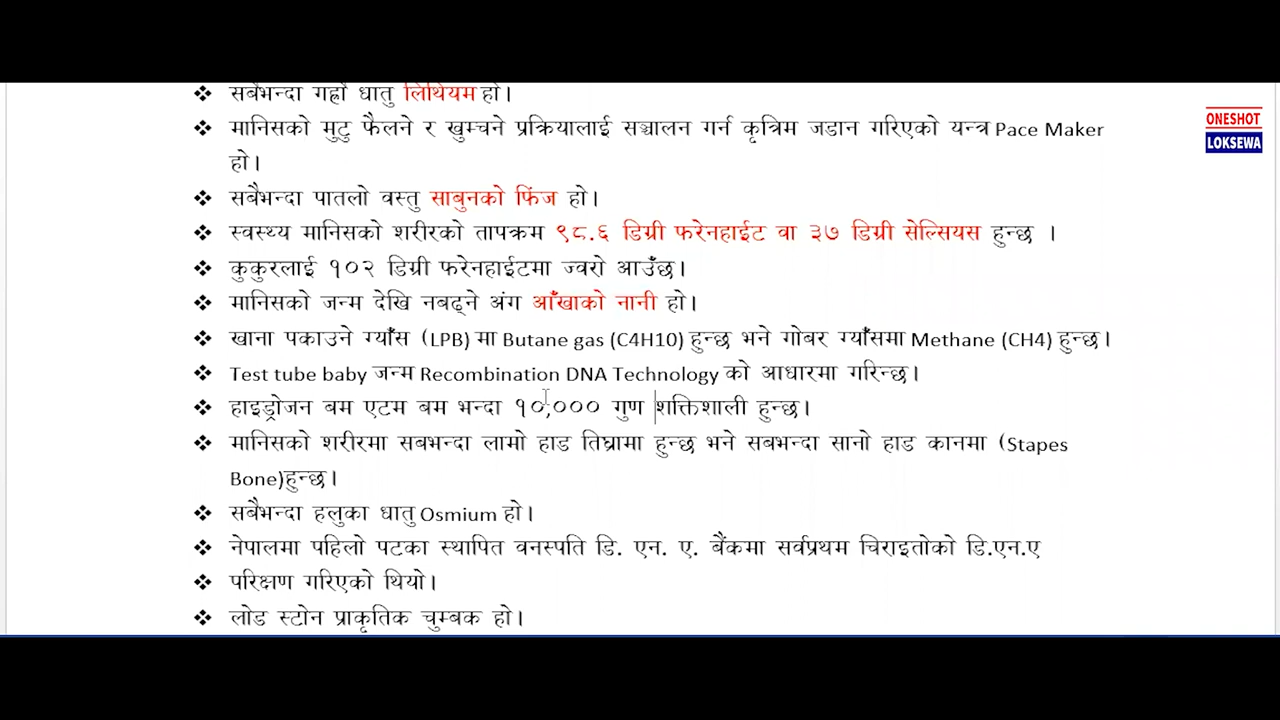 ❖ सबैभन्दा गह्रौं धातु लिथियम हो।
ONESHOT
LOKSEWA
❖ मानिसको मुटु फैलने र खुम्चने प्रक्रियालाई सञ्चालन गर्न कृत्रिम जडान गरिएको यन्त्र Pace Maker
हो।
❖ सबैभन्दा पातलो वस्तु साबुनको फिंज हो।
❖ स्वस्थ्य मानिसको शरीरको तापक्रम ९८.६ डिग्री फरेनहाईट वा ३७ डिग्री सेल्सियस हुन्छ ।
❖ कुकुरलाई १०२ डिग्री फरेनहाईटमा ज्वरो आउँछ।
❖ मानिसको जन्म देखि नबढ्ने अंग आँखाको नानी हो।
❖ खाना पकाउने ग्याँस (LPB) मा Butane gas (C4H10) हुन्छ भने गोबर ग्याँसमा Methane (CH4) हुन्छ।
❖ Test tube baby जन्म Recombination DNA Technology को आधारमा गरिन्छ।
❖ हाइड्रोजन बम एटम बम भन्दा १०,००० गुण शक्तिशाली हुन्छ।
❖ मानिसको शरीरमा सबभन्दा लामो हाड तिघ्रामा हुन्छ भने सबभन्दा सानो हाड कानमा (Stapes
Bone)हुन्छ।
❖ सबैभन्दा हलुका धातु Osmium हो।
❖ नेपालमा पहिलो पटका स्थापित वनस्पति डि. एन. ए. बैंकमा सर्वप्रथम चिराइतोको डि.एन.ए
❖ परिक्षण गरिएको थियो।
❖ लोड स्टोन प्राकृतिक चुम्बक हो।